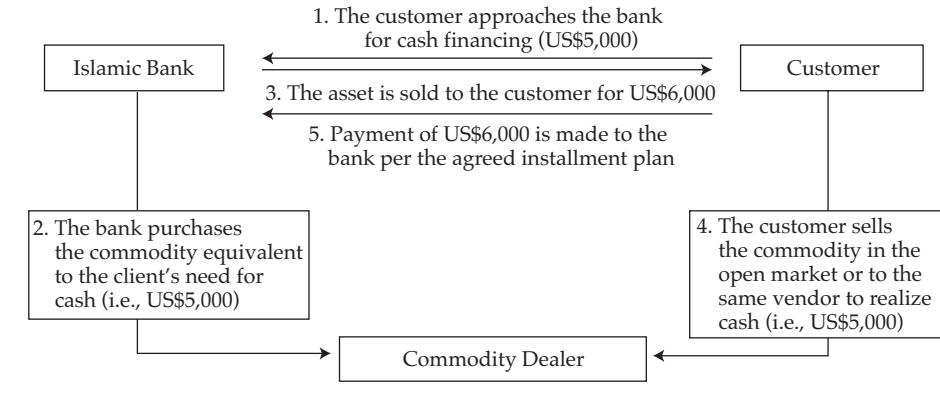 1. The customer approaches the bank
for cash financing (US$5,000)
Islamic Bank
Customer
3. The asset is sold to the customer for US$6,000
5. Payment of US$6,000 is made to the
bank per the agreed installment plan
2. The bank purchases
the commodity equivalent
to the client's need for
cash (i.e., US$5,000)
4. The customer sells
the commodity in the
open market or to the
same vendor to realize
cash (i.e., US$5,000)
Commodity Dealer